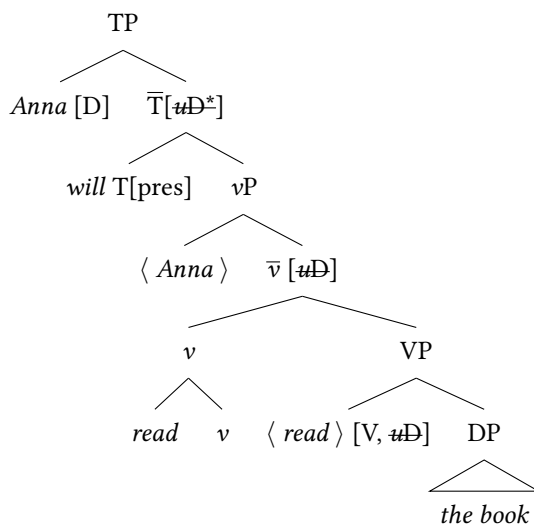 TP
Anna [D] T̅[uD*]
will T[pres] vP
⟨ Anna ⟩ v̅ [uD]
v VP
read v ⟨ read ⟩ [V, uD] DP
the book